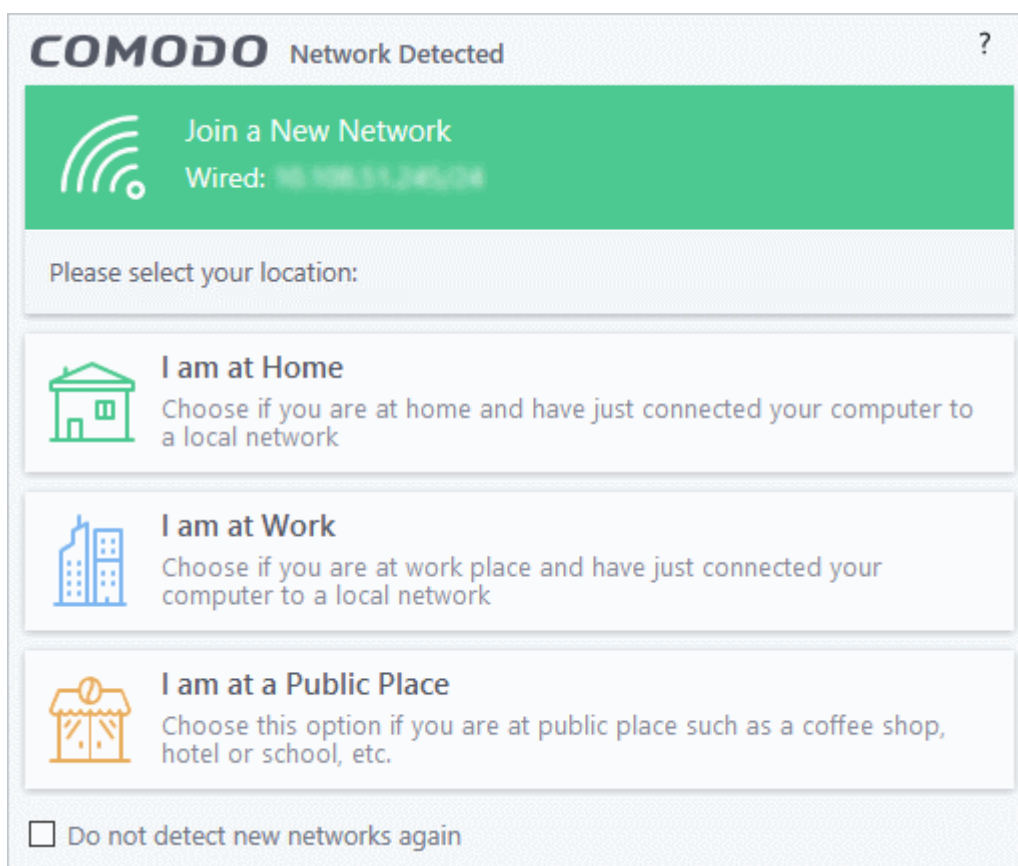 COMODO Network Detected ?
Join a New Network
Wired:
Please select your location:
I am at Home
Choose if you are at home and have just connected your computer to
a local network
I am at Work
Choose if you are at work place and have just connected your
computer to a local network
I am at a Public Place
Choose this option if you are at public place such as a coffee shop,
hotel or school, etc.
Do not detect new networks again